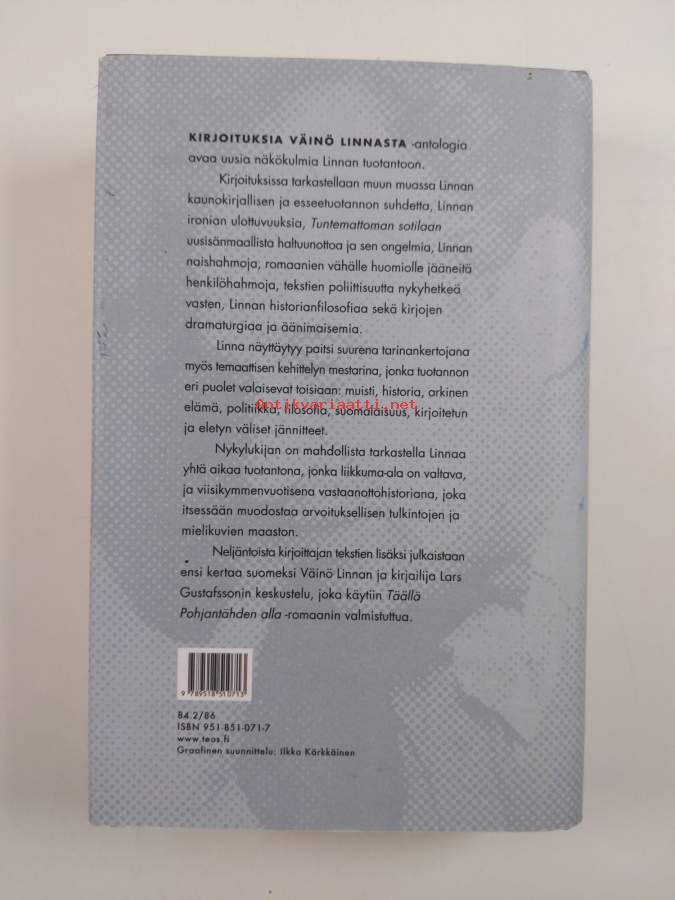 KIRJOITUKSIA VÄINÖ LINNASTA -antologia
avaa uusia näkökulmia Linnan tuotantoon.
Kirjoituksissa tarkastellaan muun muassa Linnan
kaunokirjallisen ja esseetuotannon suhdetta, Linnan
ironian ulottuvuuksia, Tuntemattoman sotilaan
uusisänmaallista haltuunottoa ja sen ongelmia, Linnan
naishahmoja, romaanien vähälle huomiolle jääneitä
henkilöhahmoja, tekstien poliittisuutta nykyhetkeä
vasten, Linnan historianfilosofiaa sekä kirjojen
dramaturgiaa ja äänimaisemia.
Linna näyttäytyy paitsi suurena tarinankertojana
myös temaattisen kehittelyn mestarina, jonka tuotannon
eri puolet valaisevat toisiaan: muisti, historia, arkinen
elämä, politiikka, filosofia, suomalaisuus, kirjoitetun
Antikvariaatti.net
ja eletyn väliset jännitteet.
Nykylukijan on mahdollista tarkastella Linnaa
yhtä aikaa tuotantona, jonka liikkuma-ala on valtava,
ja viisikymmenvuotisena vastaanottohistoriana, joka
itsessään muodostaa arvoituksellisen tulkintojen ja
mielikuvien maaston.
Neljäntoista kirjoittajan tekstien lisäksi julkaistaan
ensi kertaa suomeksi Väinö Linnan ja kirjailija Lars
Gustafssonin keskustelu, joka käytiin Täällä
Pohjantähden alla -romaanin valmistuttua.
9 789518 510713
84.2/86
ISBN 951-851-071-7
www.teos.fi
Graafinen suunnittelu: Ilkka Kärkkäinen